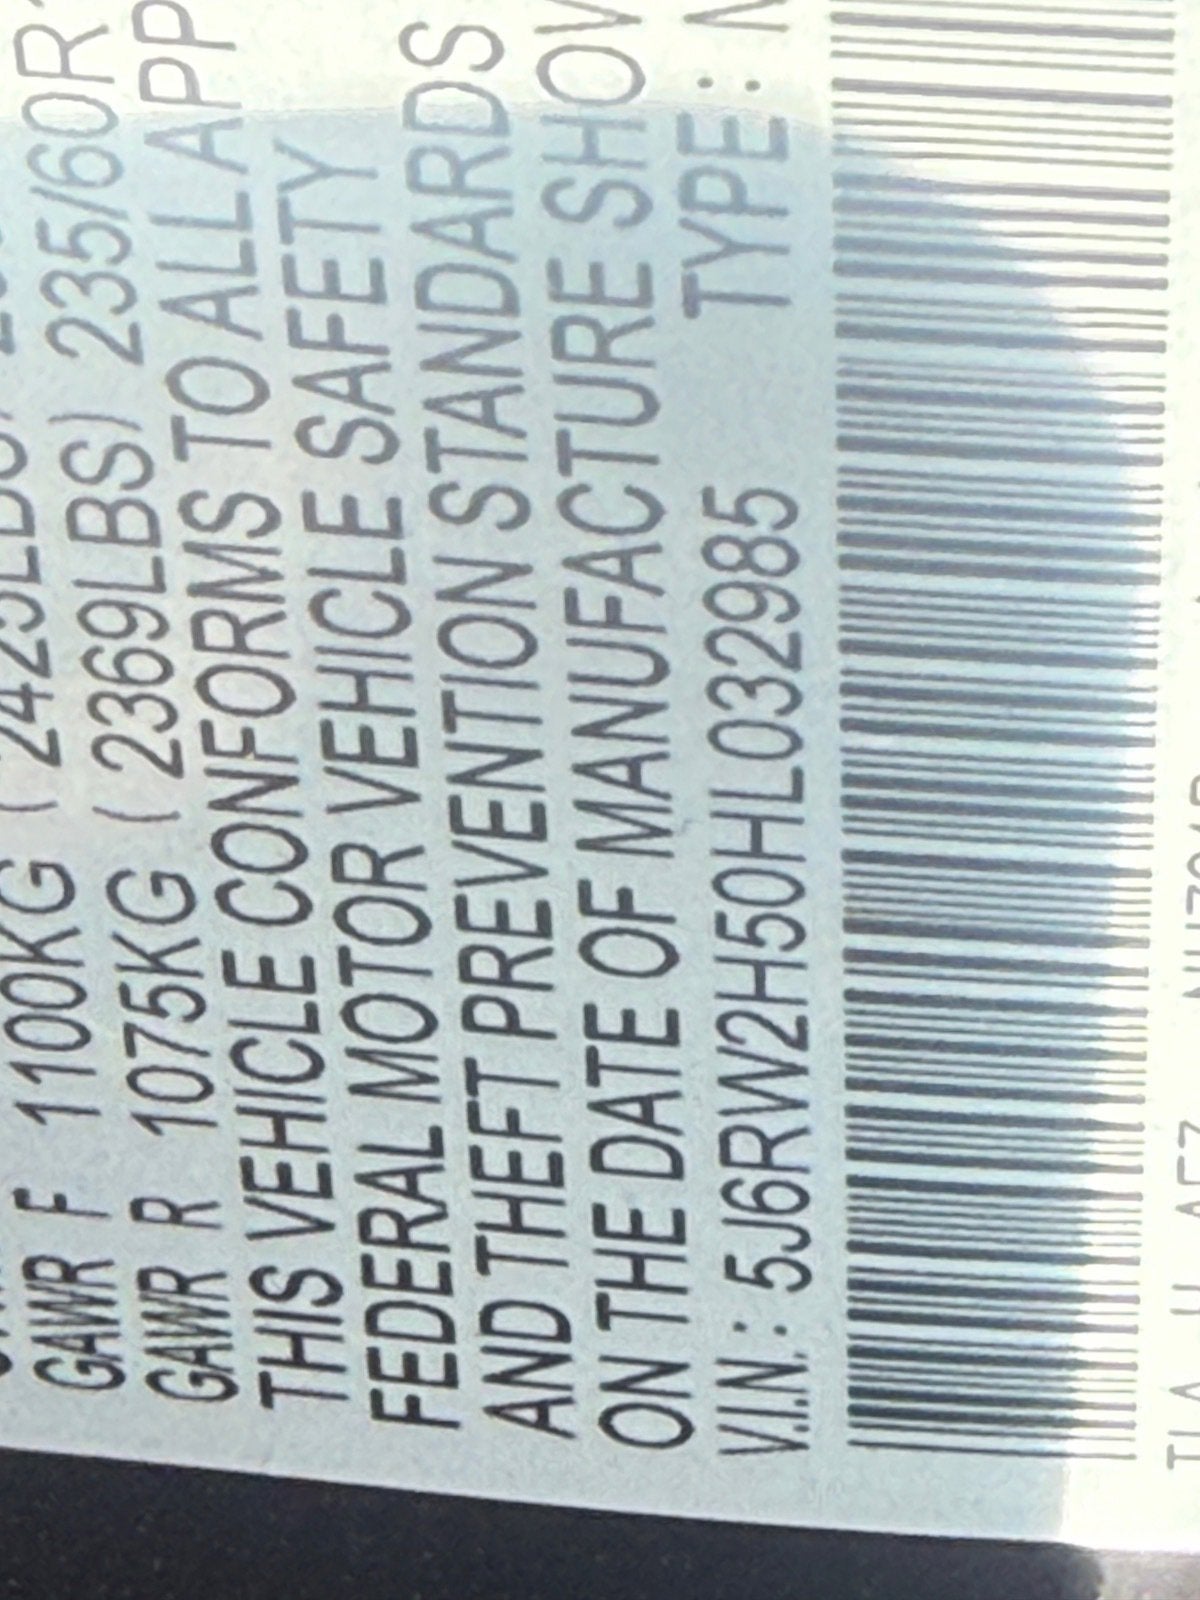 GAWR F 1100KG ( 2425LBS)
GAWR R 1075KG ( 2369LBS) 235/60R
THIS VEHICLE CONFORMS TO ALL APP
FEDERAL MOTOR VEHICLE SAFETY
AND THEFT PREVENTION STANDARDS
ON THE DATE OF MANUFACTURE SHOW
V.I.N.: 5J6RW2H50HL032985 TYPE: